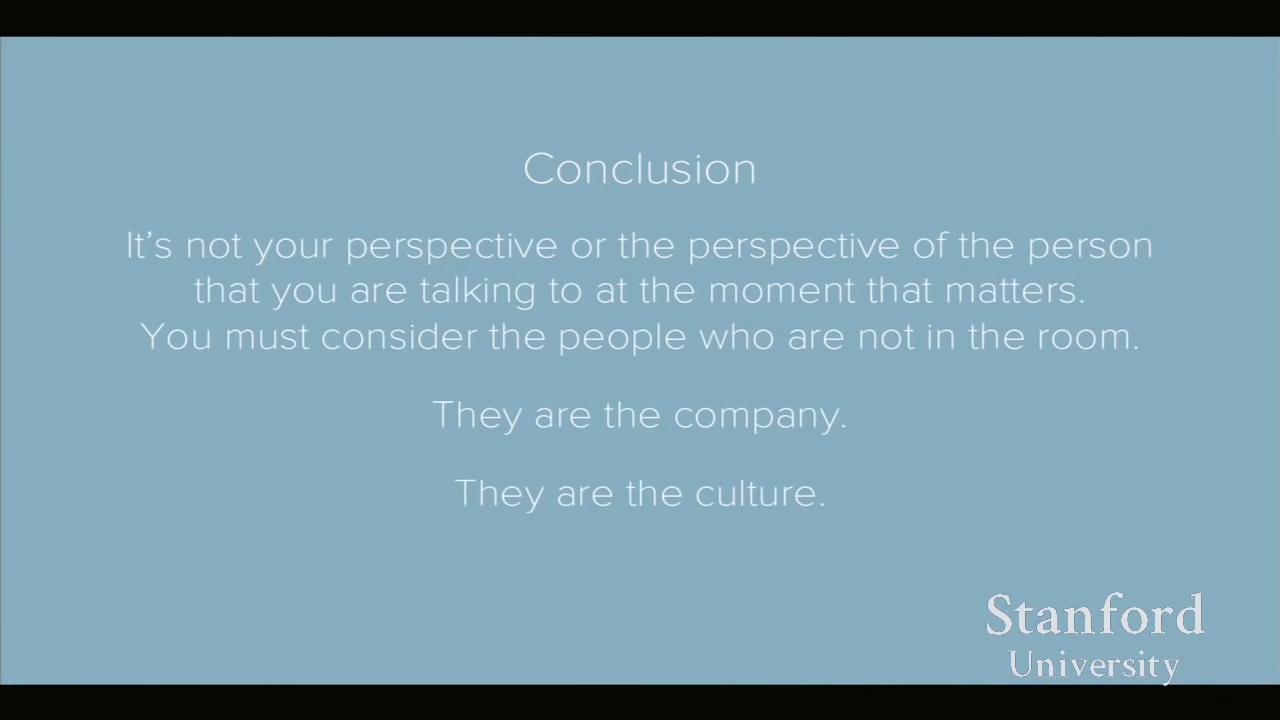 Conclusion
It's not your perspective or the perspective of the person
that you are talking to at the moment that matters.
You must consider the people who are not in the room.
They are the company.
They are the culture.
Stanford
University